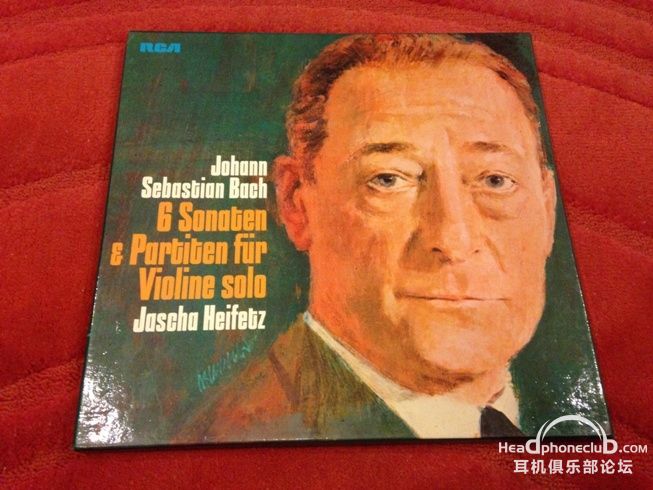 RCA
Johann
Sebastian Bach
6 Sonaten
& Partiten für
Violine solo
Jascha Heifetz
Headphoneclub.com
耳机俱乐部论坛